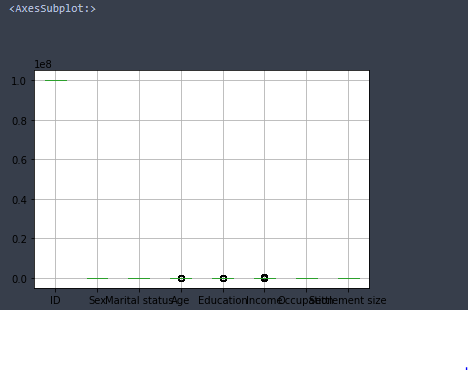 <AxesSubplot:>
1e8
1.0
0.8
0.6
0.4
0.2
0.0
ID Sex Marital status Age Education Income Occupation Settlement size